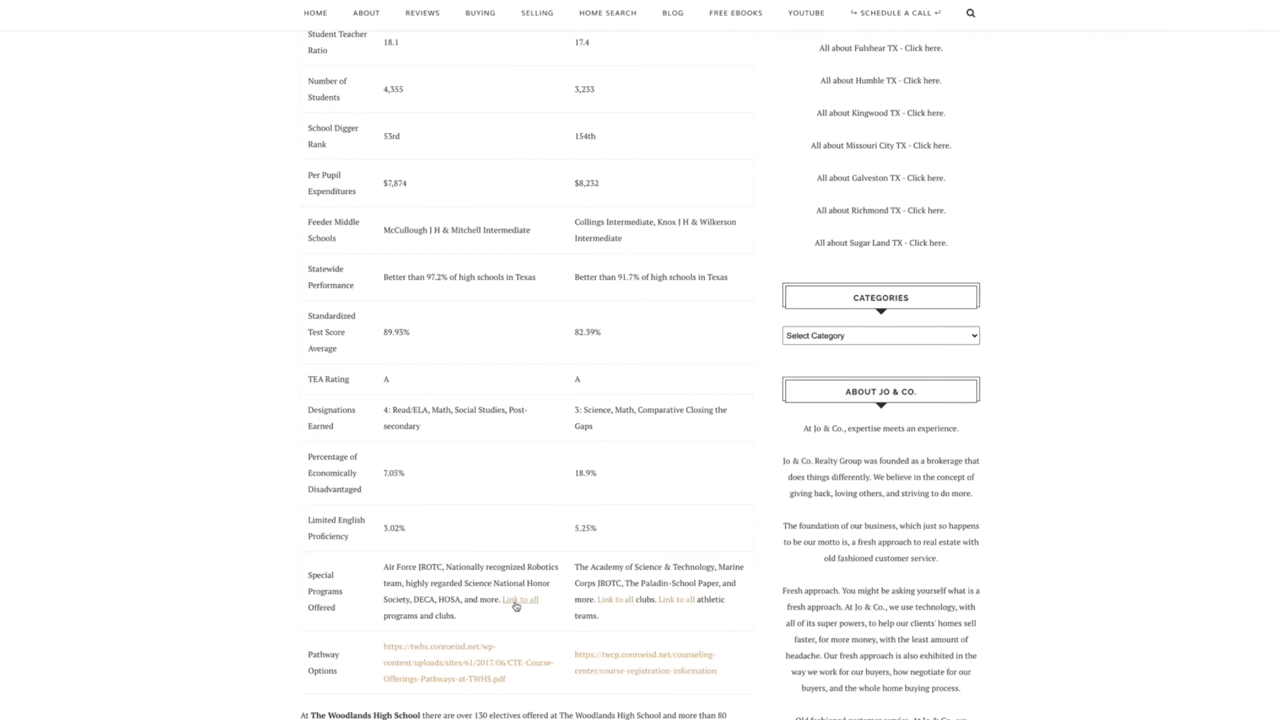 HOME
ABOUT
REVIEWS
BUYING
SELLING
HOME SEARCH
BLOG
FREE EBOOKS
YOUTUBE
↪ SCHEDULE A CALL ↩
Student Teacher
Ratio
18.1
17.4
Number of
Students
4,355
3,233
School Digger
Rank
53rd
154th
Per Pupil
Expenditures
$7,874
$8,232
Feeder Middle
Schools
McCullough J H & Mitchell Intermediate
Collings Intermediate, Knox J H & Wilkerson
Intermediate
Statewide
Performance
Better than 97.2% of high schools in Texas
Better than 91.7% of high schools in Texas
Standardized
Test Score
Average
89.93%
82.39%
TEA Rating
A
A
Designations
Earned
4: Read/ELA, Math, Social Studies, Post-
secondary
3: Science, Math, Comparative Closing the
Gaps
Percentage of
Economically
Disadvantaged
7.05%
18.9%
Limited English
Proficiency
3.02%
5.25%
Special
Programs
Offered
Air Force JROTC, Nationally recognized Robotics
team, highly regarded Science National Honor
Society, DECA, HOSA, and more. Link to all
programs and clubs.
The Academy of Science & Technology, Marine
Corps JROTC, The Paladin-School Paper, and
more. Link to all clubs. Link to all athletic
teams.
Pathway
Options
https://twhs.conroeisd.net/wp-
content/uploads/sites/61/2017/06/CTE-Course-
Offerings-Pathways-at-TWHS.pdf
https://twcp.conroeisd.net/counseling-
center/course-registration-information
At The Woodlands High School there are over 130 electives offered at The Woodlands High School and more than 80
All about Fulshear TX - Click here.
All about Humble TX - Click here.
All about Kingwood TX - Click here.
All about Missouri City TX - Click here.
All about Galveston TX - Click here.
All about Richmond TX - Click here.
All about Sugar Land TX - Click here.
CATEGORIES
Select Category
ABOUT JO & CO.
At Jo & Co., expertise meets an experience.
Jo & Co. Realty Group was founded as a brokerage that
does things differently. We believe in the concept of
giving back, loving others, and striving to do more.
The foundation of our business, which just so happens
to be our motto is, a fresh approach to real estate with
old fashioned customer service.
Fresh approach. You might be asking yourself what is a
fresh approach. At Jo & Co., we use technology, with
all of its super powers, to help our clients' homes sell
faster, for more money, with the least amount of
headache. Our fresh approach is also exhibited in the
way we work for our buyers, how negotiate for our
buyers, and the whole home buying process.
Old fashioned customer service. At Jo & Co., our